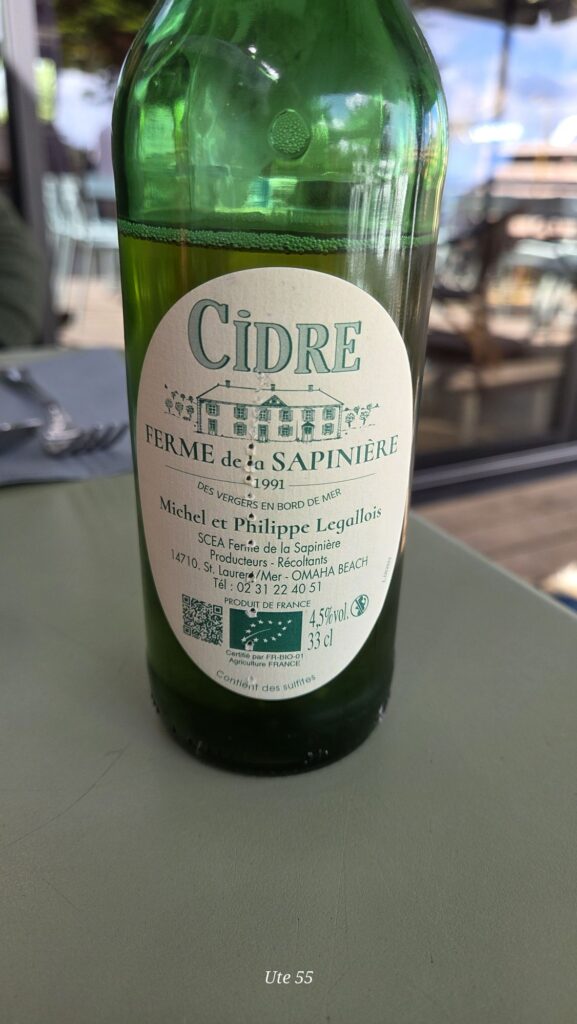 CiDRE
FERME de la SAPINIÈRE
1991
DES VERGERS EN BORD DE MER
Michel et Philippe Legallois
SCEA Ferme de la Sapinière
Producteurs - Récoltants
14710, St. Laurent/Mer - OMAHA BEACH
Tél : 02 31 22 40 51
PRODUIT DE FRANCE
4,5%vol.
33 cl
Certifié par FR-BIO-01
Agriculture FRANCE
Contient des sulfites
Ute 55